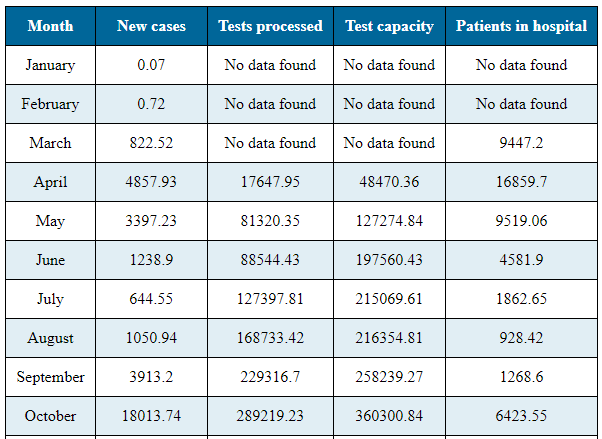 Month New cases Tests processed Test capacity Patients in hospital
January 0.07 No data found No data found No data found
February 0.72 No data found No data found No data found
March 822.52 No data found No data found 9447.2
April 4857.93 17647.95 48470.36 16859.7
May 3397.23 81320.35 127274.84 9519.06
June 1238.9 88544.43 197560.43 4581.9
July 644.55 127397.81 215069.61 1862.65
August 1050.94 168733.42 216354.81 928.42
September 3913.2 229316.7 258239.27 1268.6
October 18013.74 289219.23 360300.84 6423.55